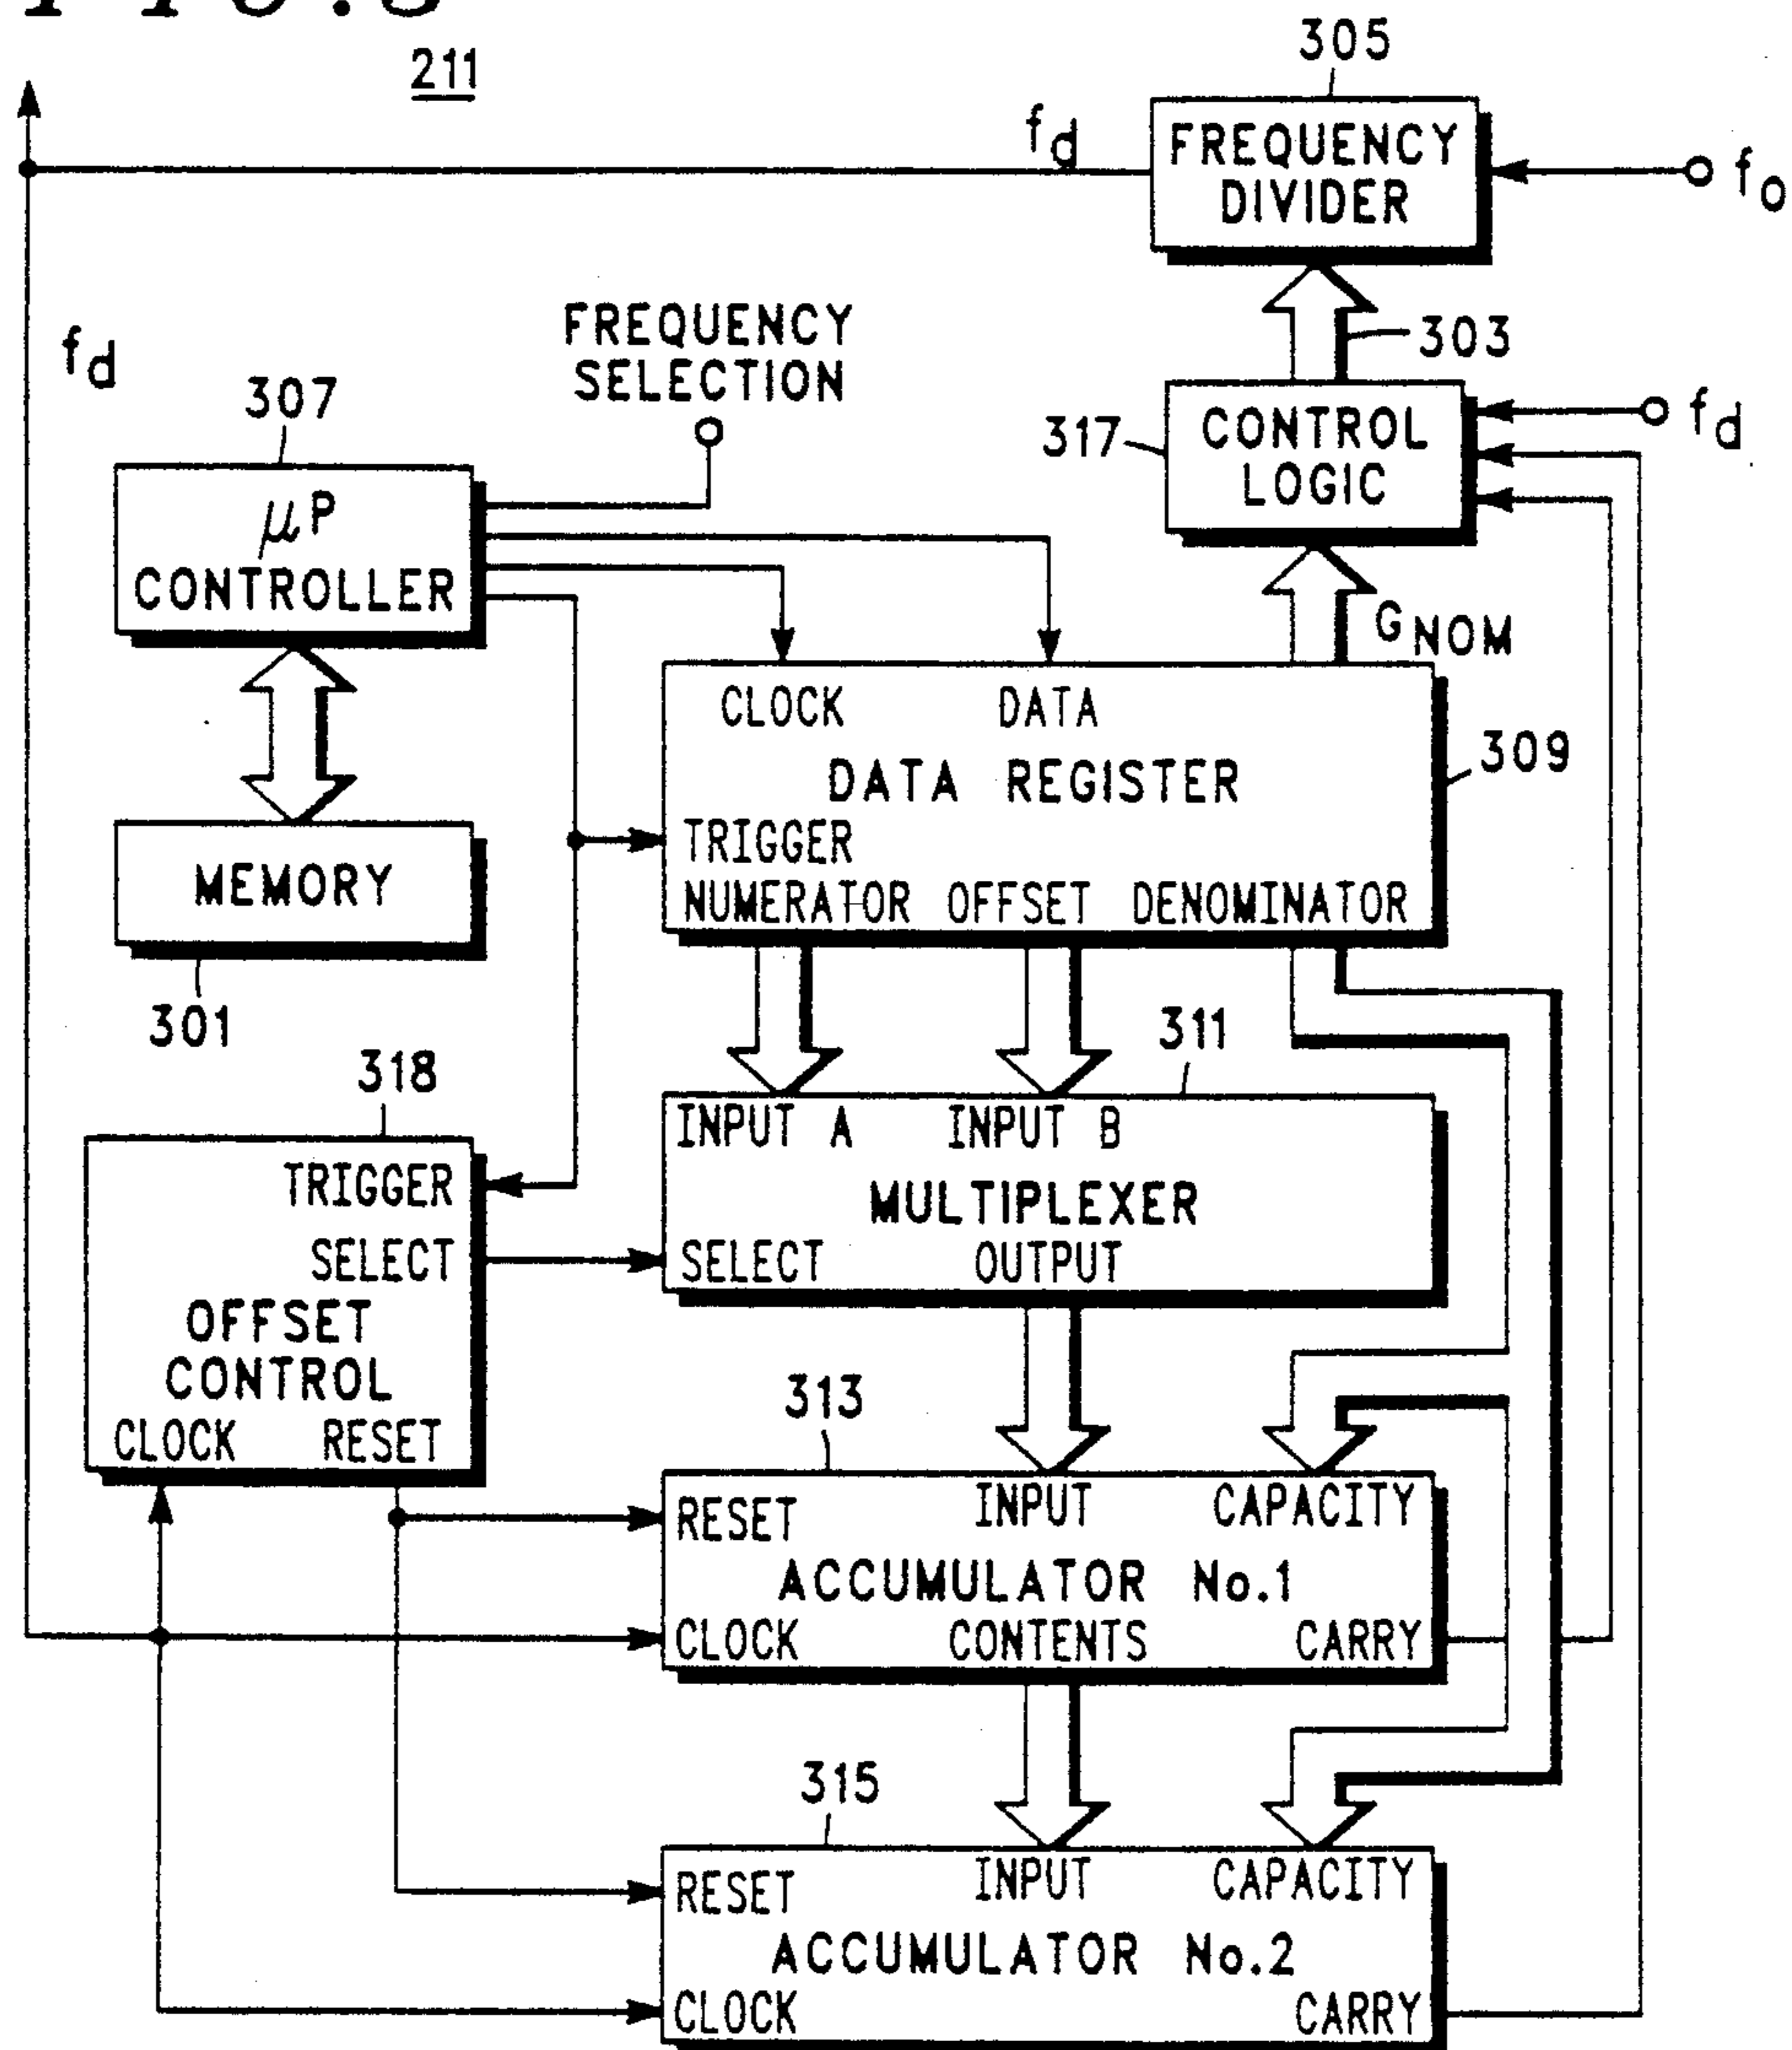 FIG.3
211
305
fd
FREQUENCY
DIVIDER
fo
303
fd
FREQUENCY
SELECTION
307
317
CONTROL
LOGIC
fd
µP
CONTROLLER
GNOM
CLOCK DATA
309
DATA REGISTER
TRIGGER
NUMERATOR OFFSET DENOMINATOR
MEMORY
301
311
318
INPUT A INPUT B
TRIGGER
MULTIPLEXER
SELECT
SELECT OUTPUT
OFFSET
CONTROL
313
CLOCK RESET
RESET INPUT CAPACITY
ACCUMULATOR No.1
CLOCK CONTENTS CARRY
315
RESET INPUT CAPACITY
ACCUMULATOR No.2
CLOCK CARRY